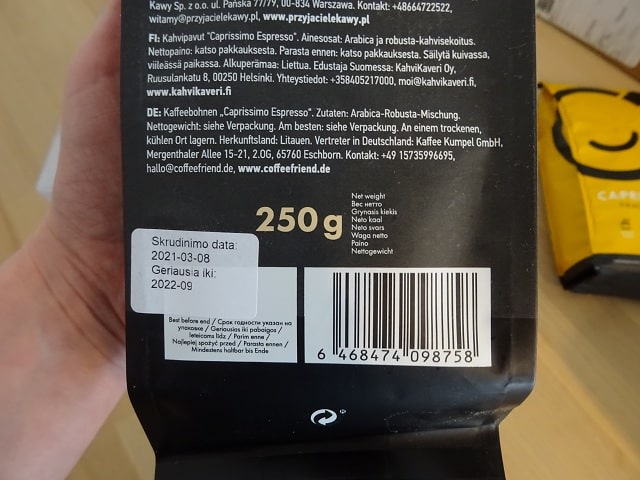 Kawy Sp. z o.o. ul. Pańska 77/79, 00-834 Warszawa. Kontakt: +48664722522,
witamy@przyjacielekawy.pl, www.przyjacielekawy.pl
FI: Kahvipavut "Caprissimo Espresso". Ainesosat: Arabica ja robusta-kahvisekoitus.
Nettopaino: katso pakkauksesta. Parasta ennen: katso pakkauksesta. Säilytä kuivassa,
viileässä paikassa. Alkuperämaa: Liettua. Edustaja Suomessa: KahviKaveri Oy,
Ruusulankatu 8, 00250 Helsinki. Yhteystiedot: +358405217000, moi@kahvikaveri.fi,
www.kahvikaveri.fi
DE: Kaffeebohnen „Caprissimo Espresso". Zutaten: Arabica-Robusta-Mischung.
Nettogewicht: siehe Verpackung. Am besten: siehe Verpackung. An einem trockenen,
kühlen Ort lagern. Herkunftsland: Litauen. Vertreter in Deutschland: Kaffee Kumpel GmbH,
Mergenthaler Allee 15-21, 2.OG, 65760 Eschborn. Kontakt: +49 15735996695,
hallo@coffeefriend.de, www.coffeefriend.de
250 g
Net weight
Вес нетто
Grynasis kiekis
Neto kaal
Neto svars
Waga netto
Paino
Nettogewicht
Skrudinimo data:
2021-03-08
Geriausia iki:
2022-09
Best before end / Срок годности указан на
упаковке / Geriausias iki pabaigos /
Ieteicams līdz / Parim enne /
Najlepiej spożyć przed / Parasta ennen /
Mindestens haltbar bis Ende
6 468474 098758
CAPR